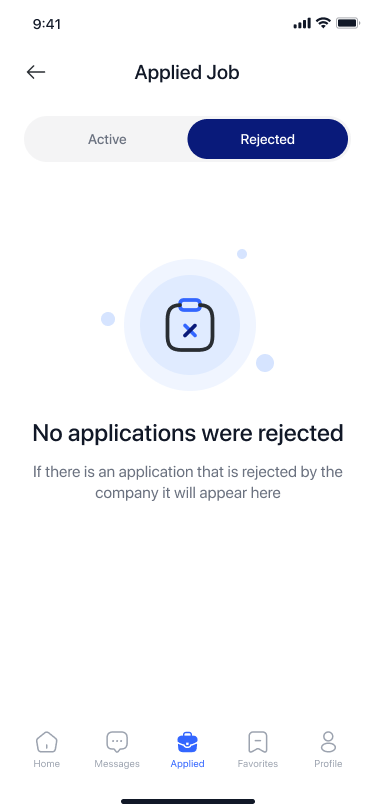 9:41
Applied Job
Active
Rejected
No applications were rejected
If there is an application that is rejected by the
company it will appear here
Home
Messages
Applied
Favorites
Profile